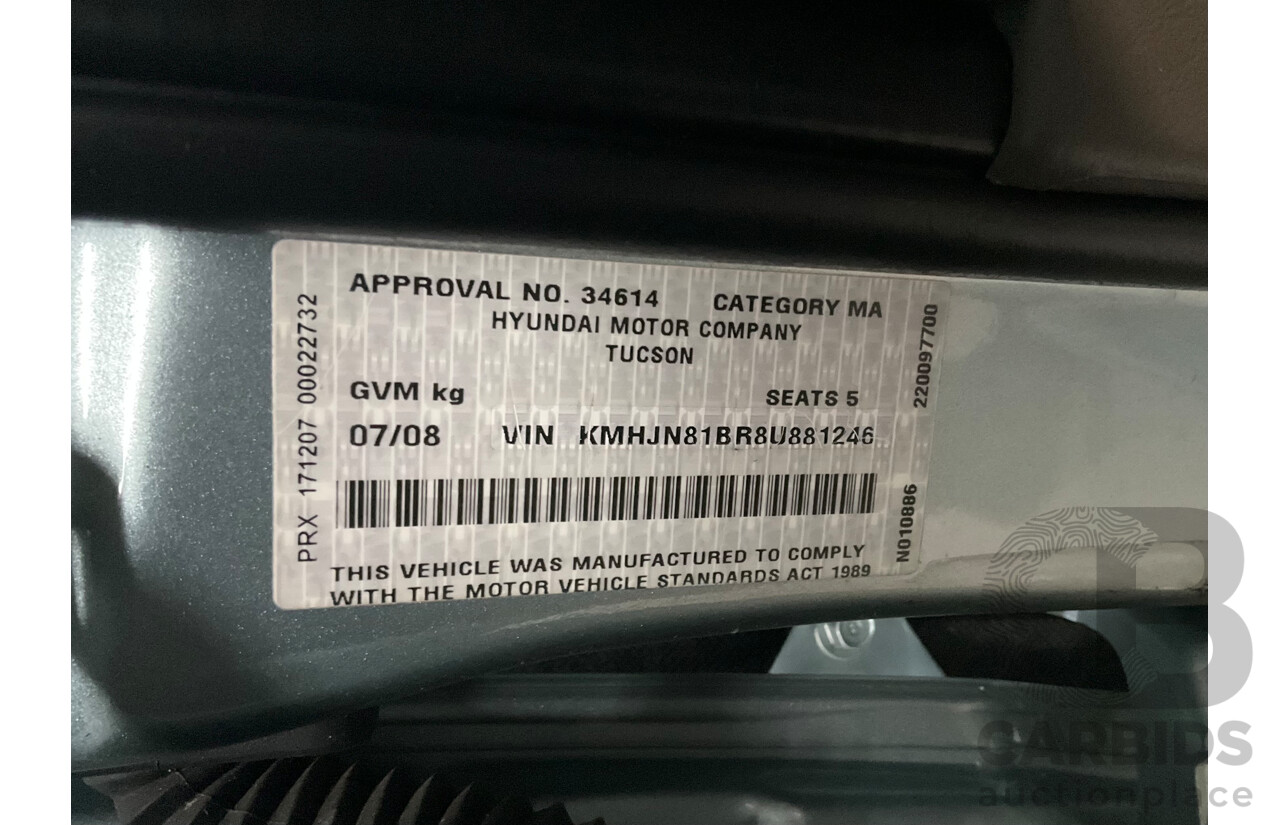 APPROVAL NO. 34614 CATEGORY MA
HYUNDAI MOTOR COMPANY
TUCSON
GVM kg SEATS 5
07/08 VIN KMHJN81BR8U881246
THIS VEHICLE WAS MANUFACTURED TO COMPLY
WITH THE MOTOR VEHICLE STANDARDS ACT 1989
PRX 171207 00022732
220097700
N010886
CARBIDS
auctionplace